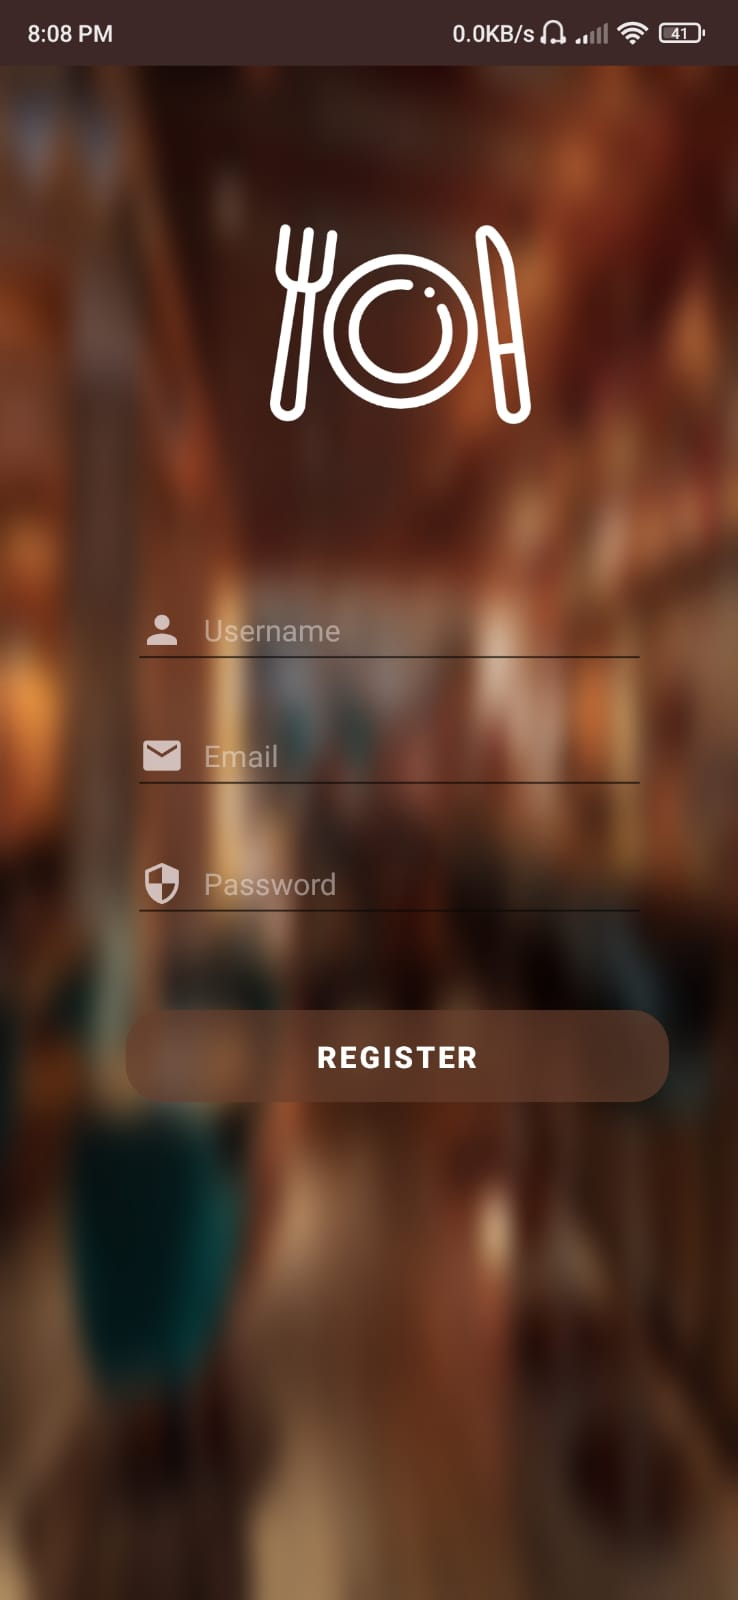 8:08 PM 0.0KB/s 41
Username
Email
Password
REGISTER